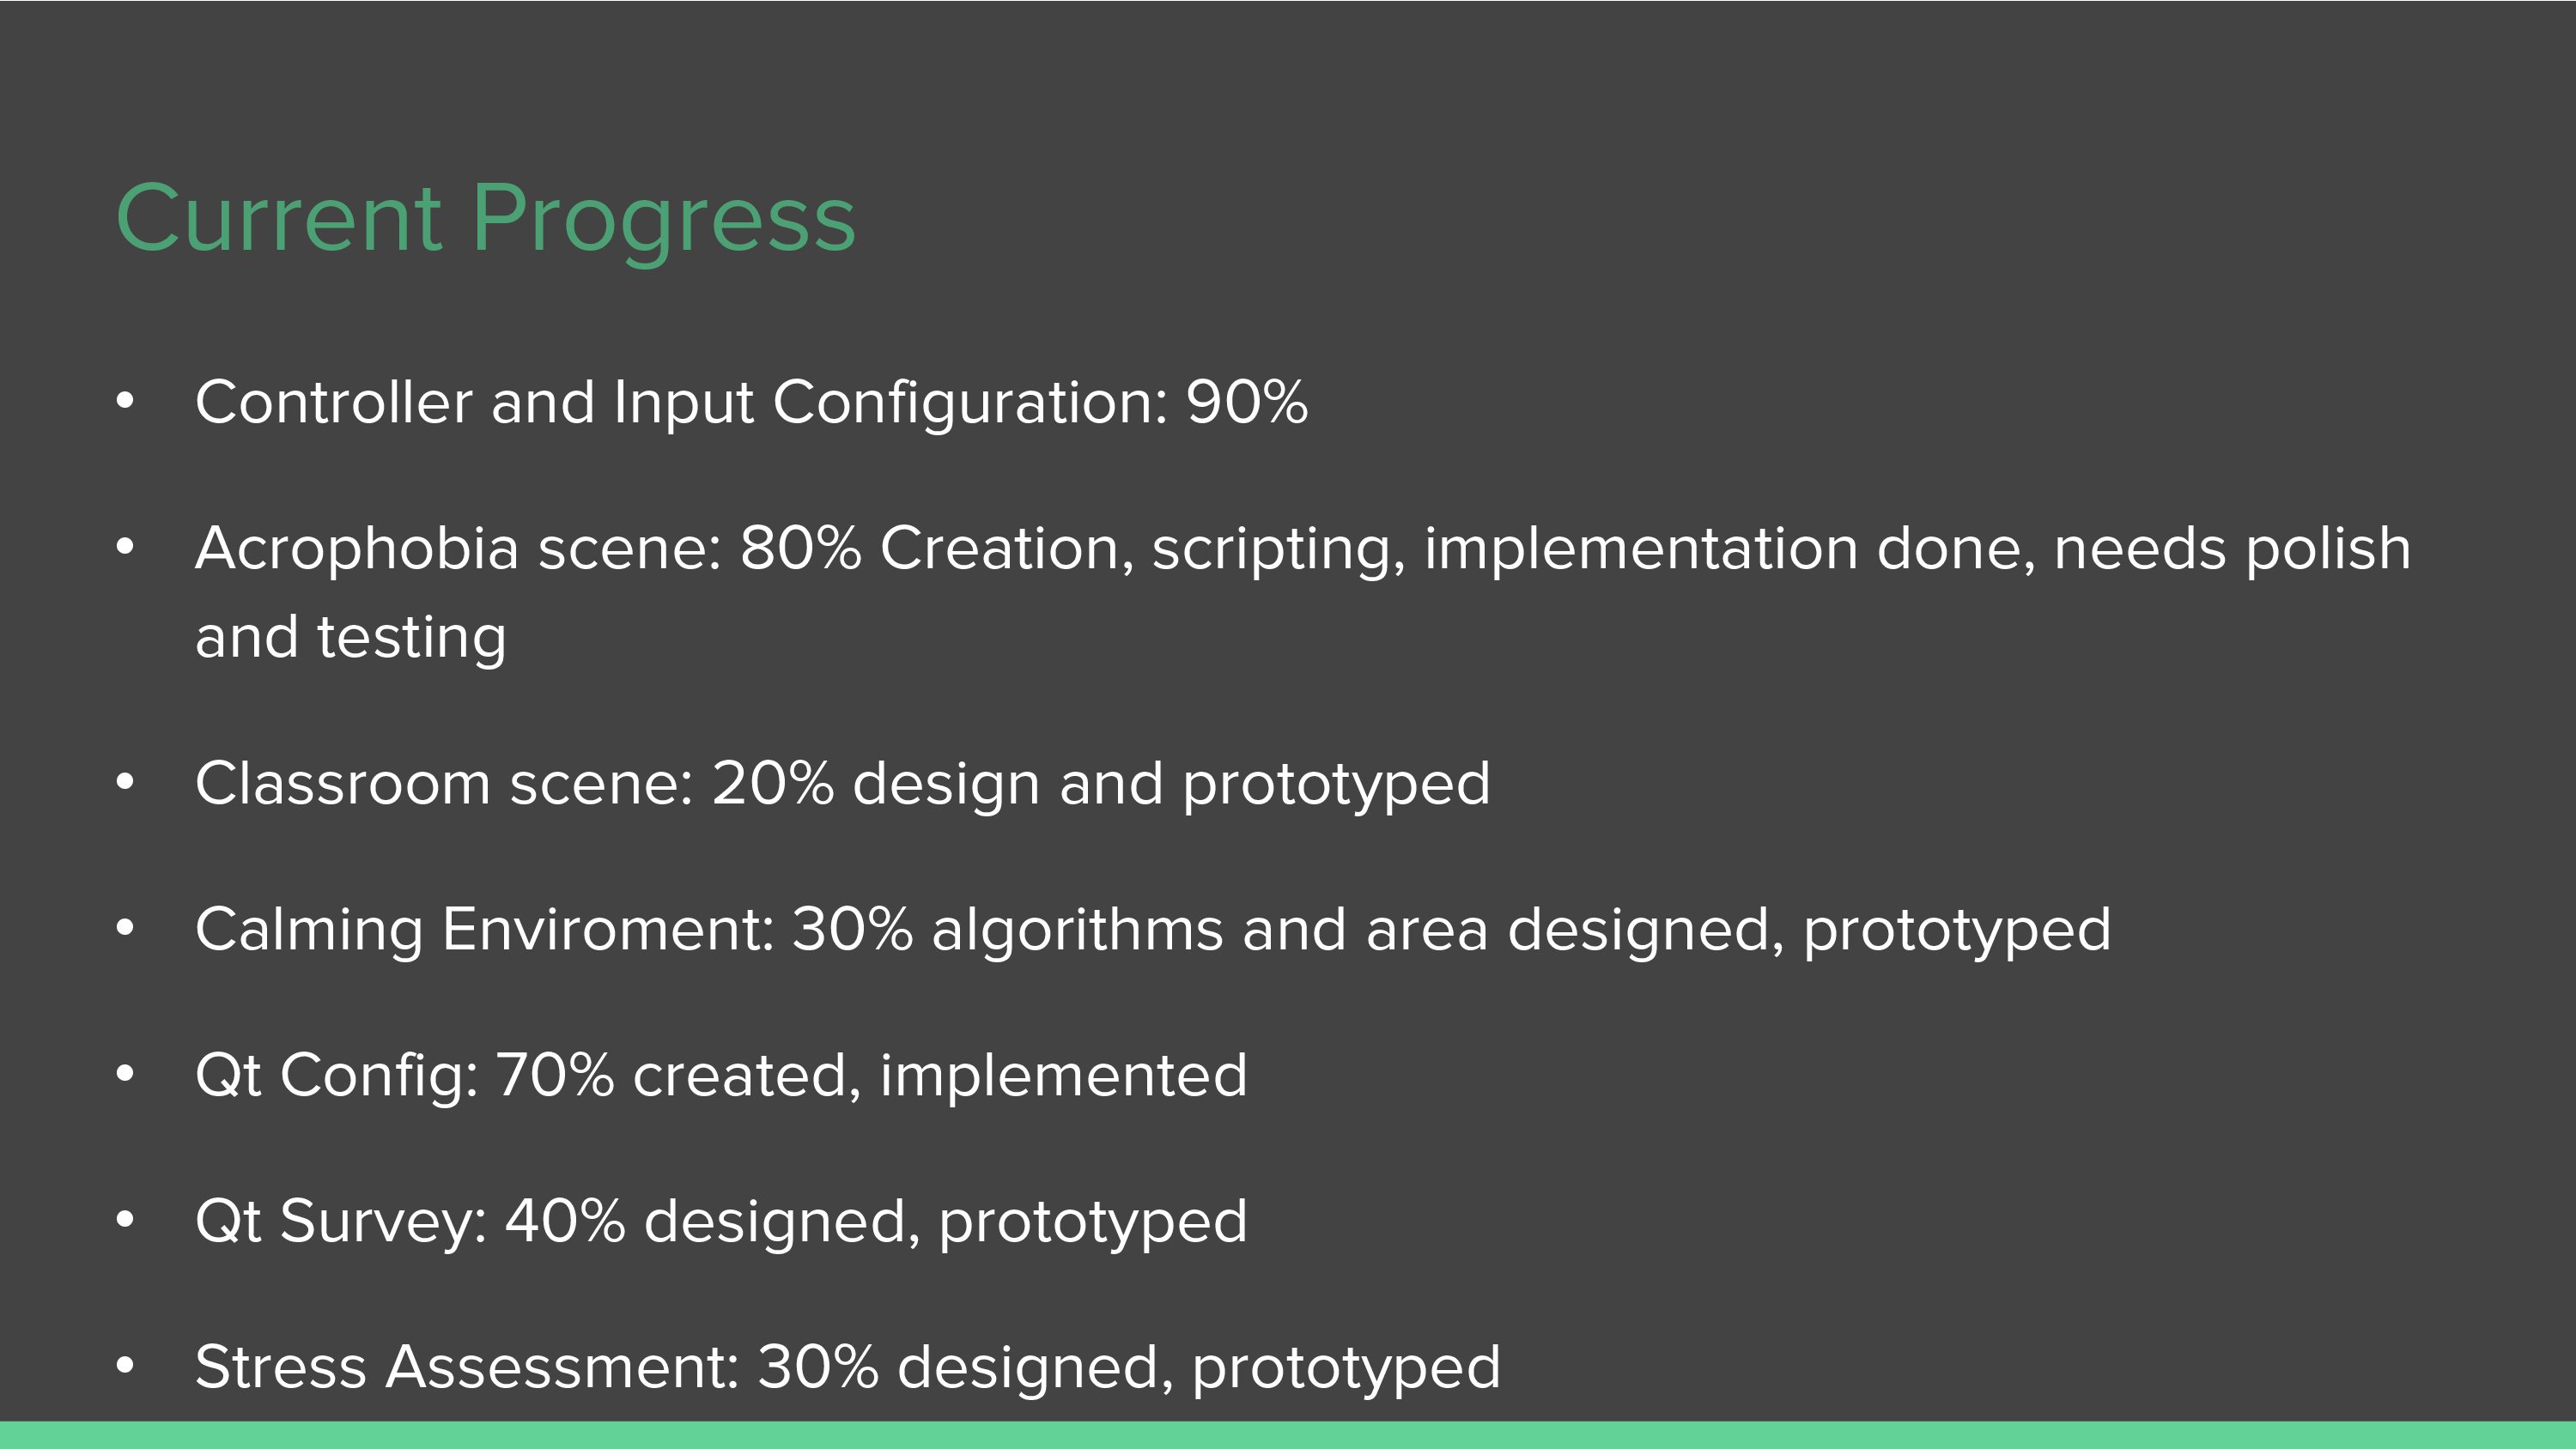 Current Progress
• Controller and Input Configuration: 90%
• Acrophobia scene: 80% Creation, scripting, implementation done, needs polish
and testing
• Classroom scene: 20% design and prototyped
• Calming Enviroment: 30% algorithms and area designed, prototyped
• Qt Config: 70% created, implemented
• Qt Survey: 40% designed, prototyped
• Stress Assessment: 30% designed, prototyped